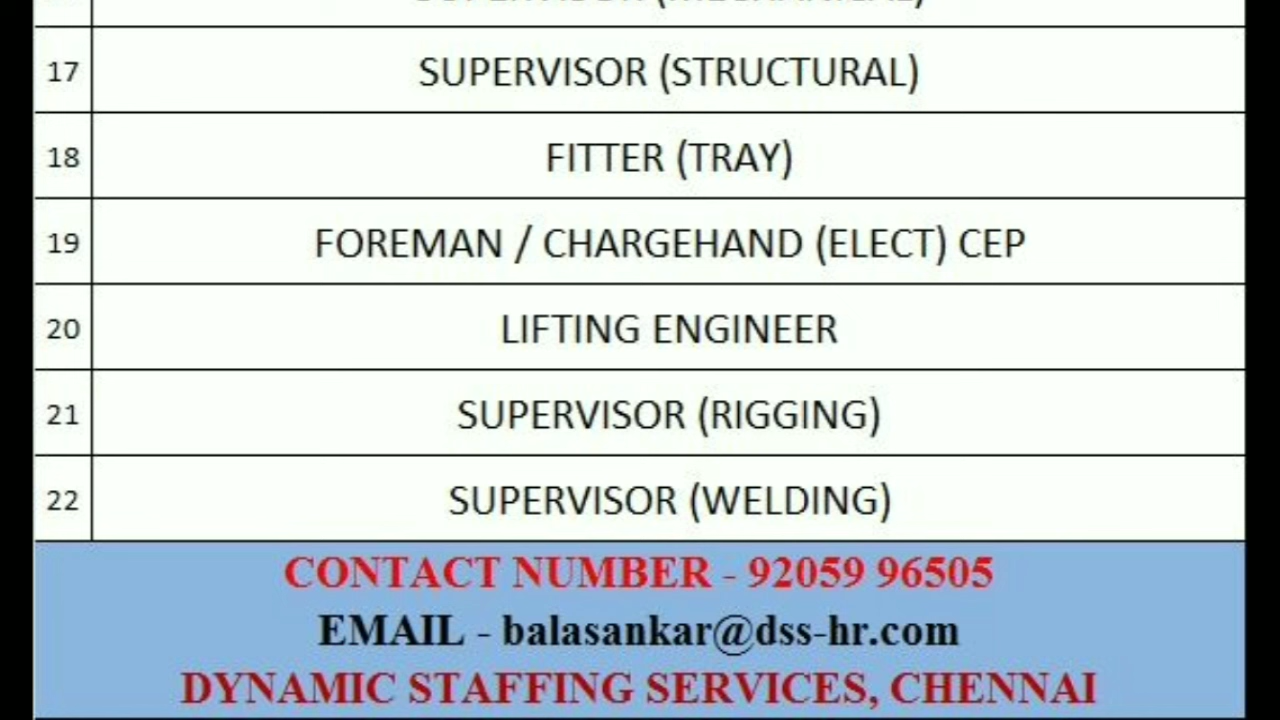 17 SUPERVISOR (STRUCTURAL)
18 FITTER (TRAY)
19 FOREMAN / CHARGEHAND (ELECT) CEP
20 LIFTING ENGINEER
21 SUPERVISOR (RIGGING)
22 SUPERVISOR (WELDING)
CONTACT NUMBER - 92059 96505
EMAIL - balasankar@dss-hr.com
DYNAMIC STAFFING SERVICES, CHENNAI